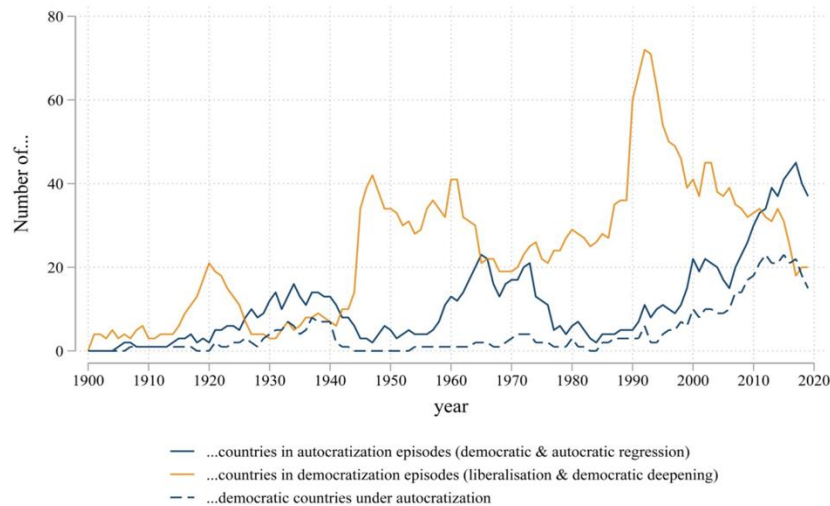 80
60
40
20
0
Number of...
1900 1910 1920 1930 1940 1950 1960 1970 1980 1990 2000 2010 2020
year
...countries in autocratization episodes (democratic & autocratic regression)
...countries in democratization episodes (liberalisation & democratic deepening)
...democratic countries under autocratization